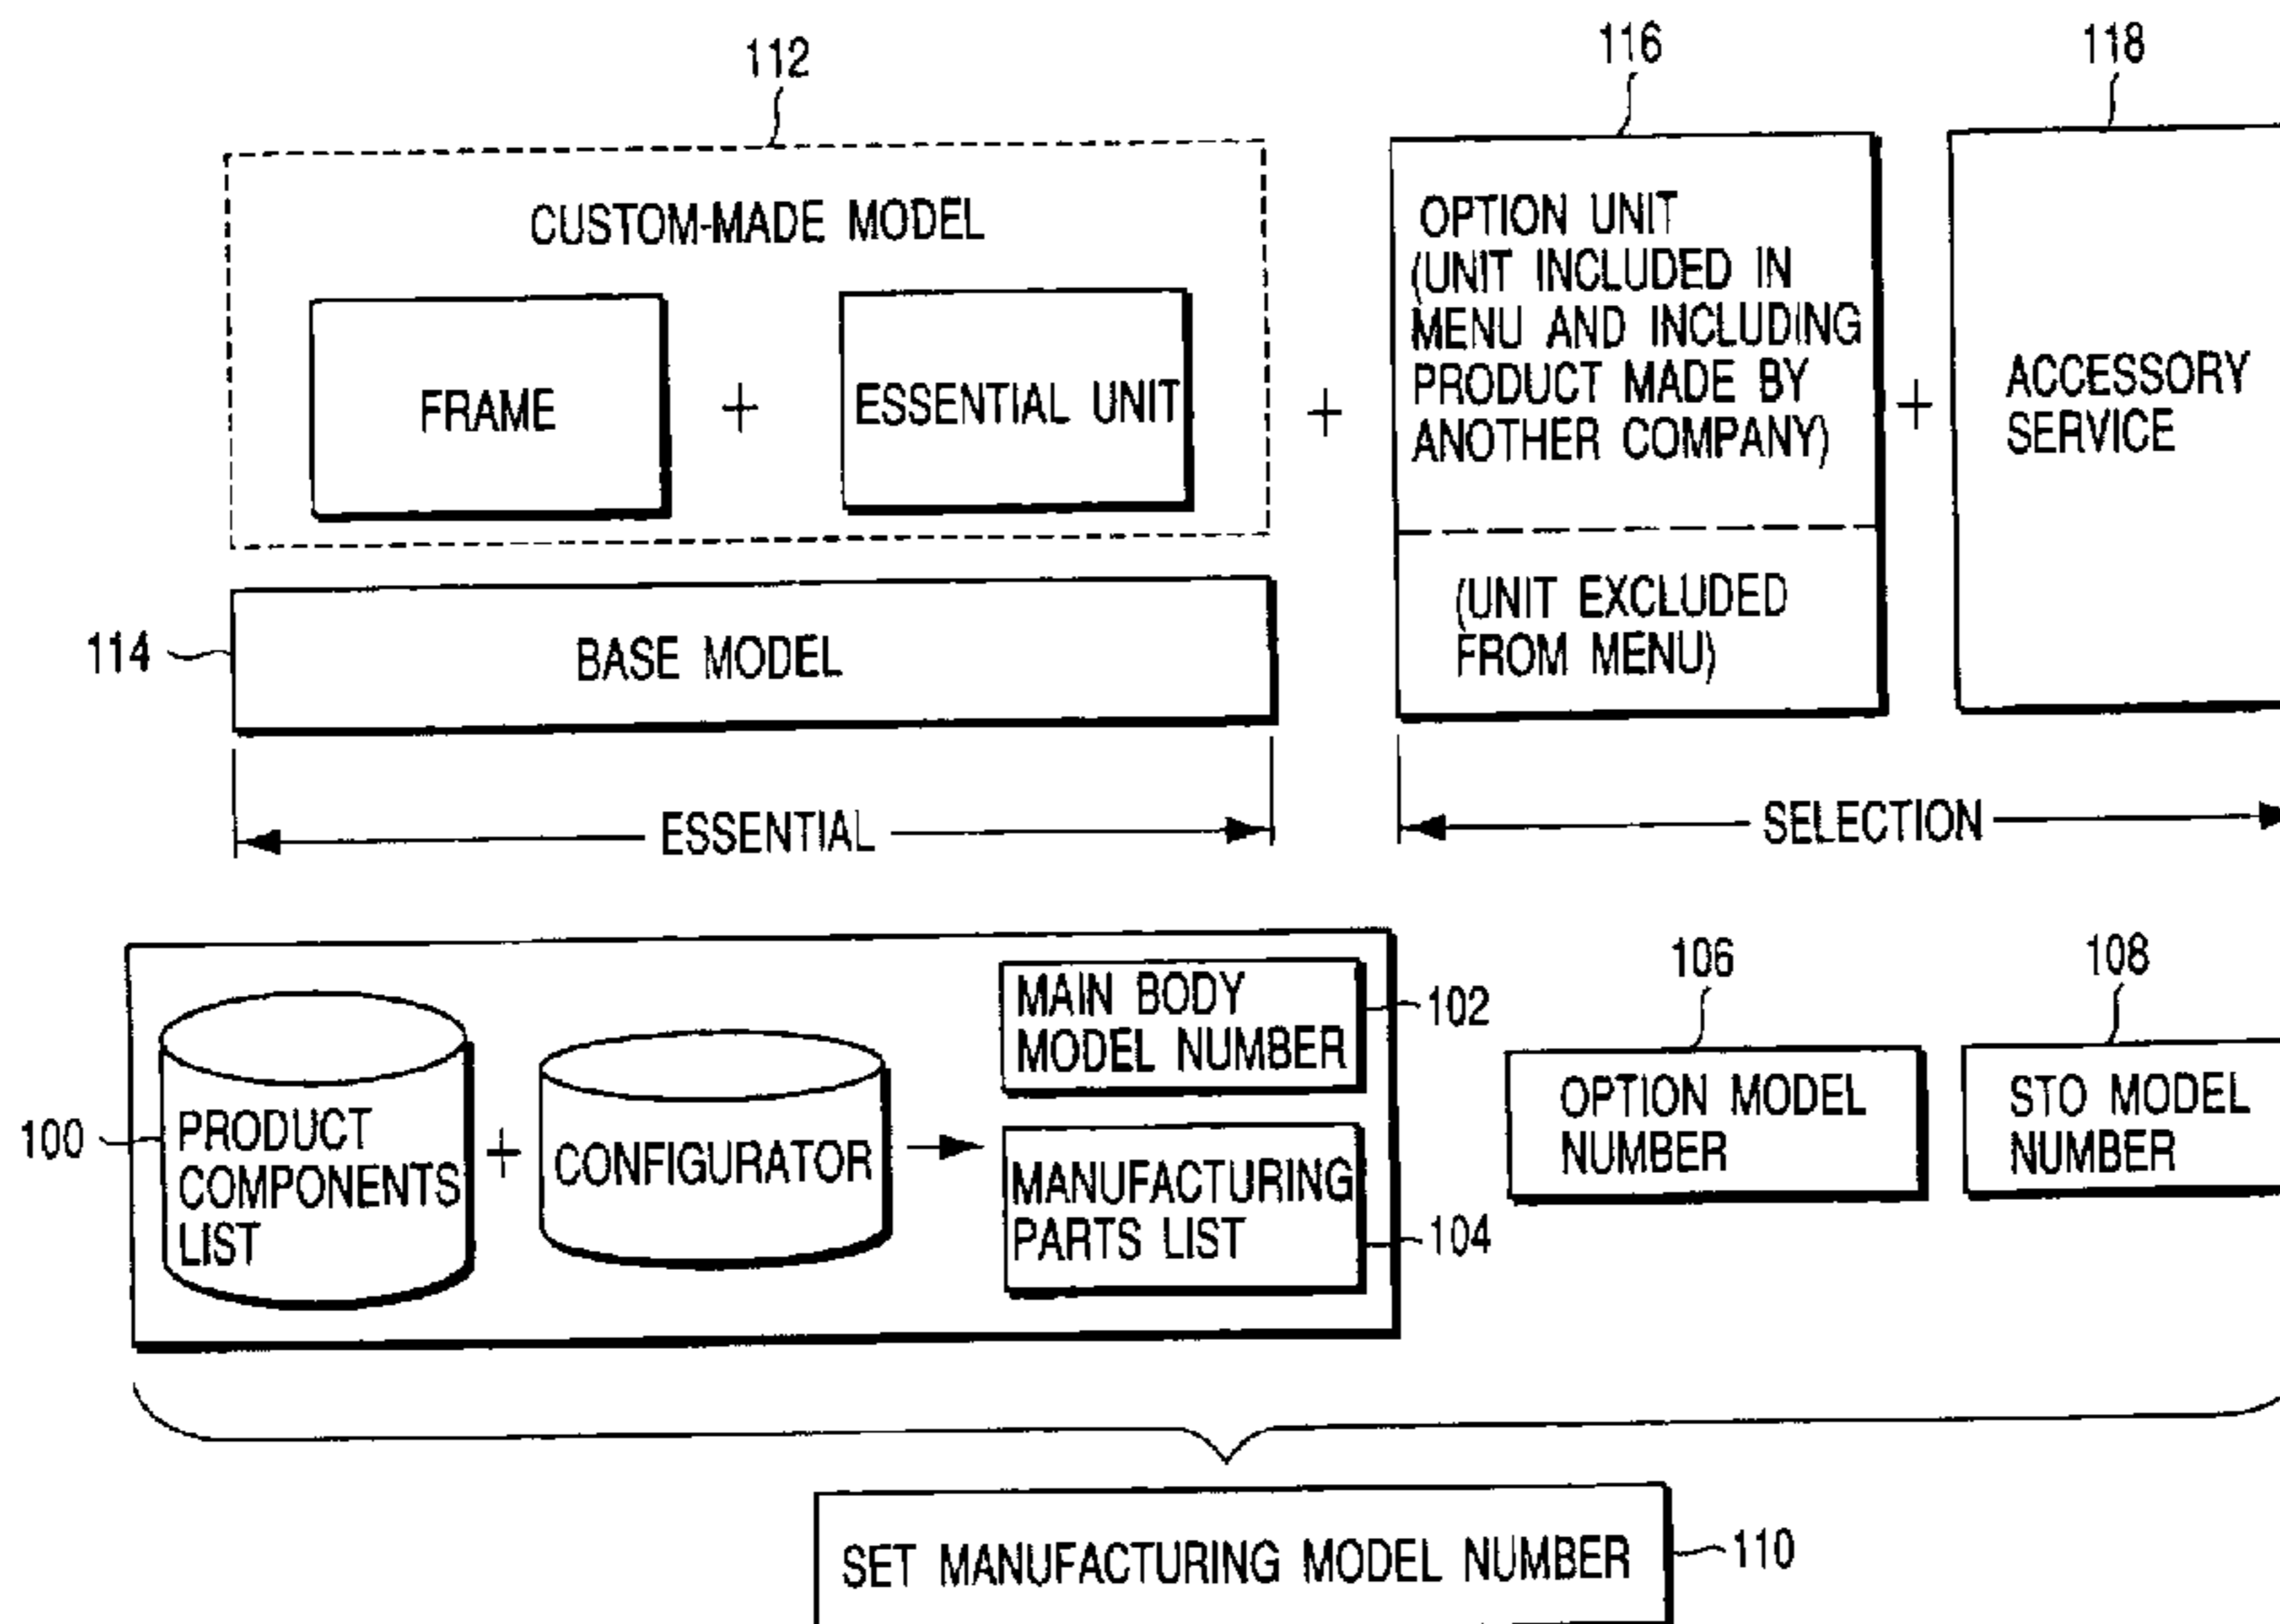 112
116
118
CUSTOM-MADE MODEL
FRAME
+
ESSENTIAL UNIT
+
OPTION UNIT
(UNIT INCLUDED IN
MENU AND INCLUDING
PRODUCT MADE BY
ANOTHER COMPANY)
(UNIT EXCLUDED
FROM MENU)
+
ACCESSORY
SERVICE
114
BASE MODEL
ESSENTIAL
SELECTION
100
PRODUCT
COMPONENTS
LIST
+
CONFIGURATOR
MAIN BODY
MODEL NUMBER
102
MANUFACTURING
PARTS LIST
104
106
OPTION MODEL
NUMBER
108
STO MODEL
NUMBER
SET MANUFACTURING MODEL NUMBER
110